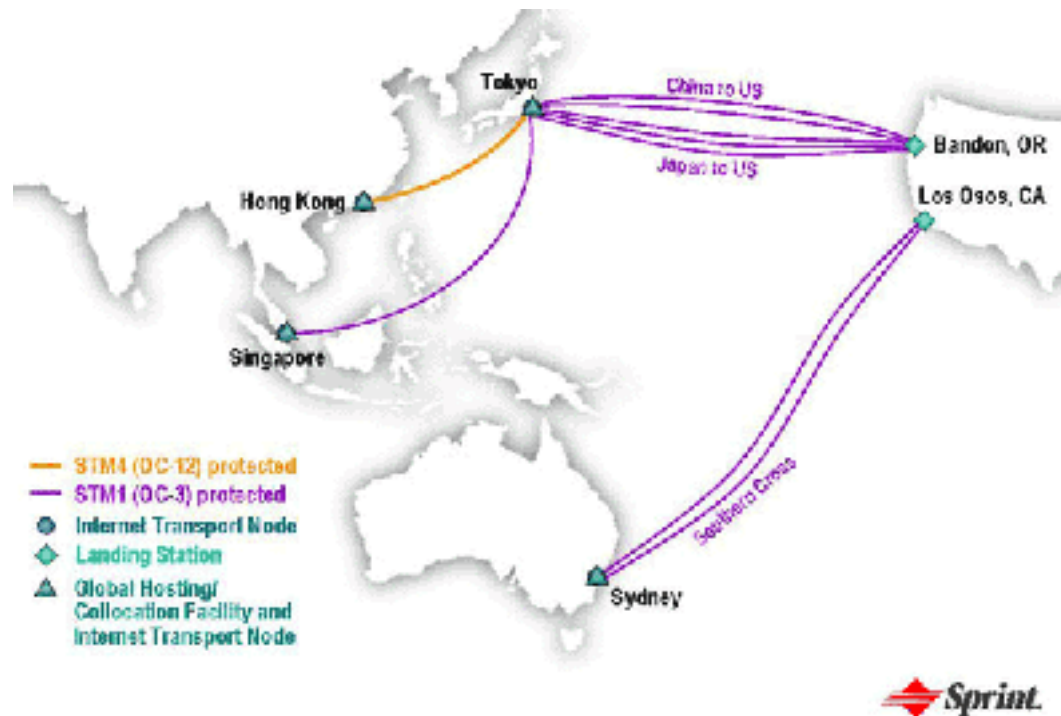 Tokyo
China to US
Japan to US
Bandon, OR
Los Osos, CA
Hong Kong
Singapore
STM4 (OC-12) protected
STM1 (OC-3) protected
Internet Transport Node
Landing Station
Global Hosting/
Collocation Facility and
Internet Transport Node
Southern Cross
Sydney
Sprint.